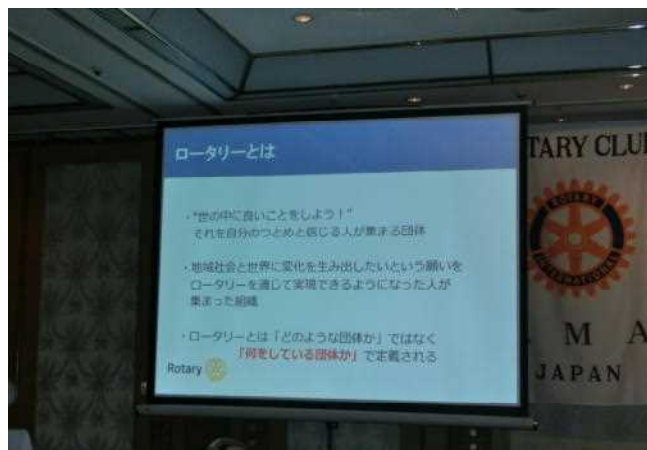 ロータリーとは
・"世の中に良いことをしよう！"
それを自分のつとめと信じる人が集まる団体
・地域社会と世界に変化を生み出したいという願いを
ロータリーを通じて実現できるようになった人が
集まった組織
・ロータリーとは「どのような団体か」ではなく
「何をしている団体か」で定義される
Rotary
TARY CLU
ROTARY
INTERNATIONAL
M A
JAPAN